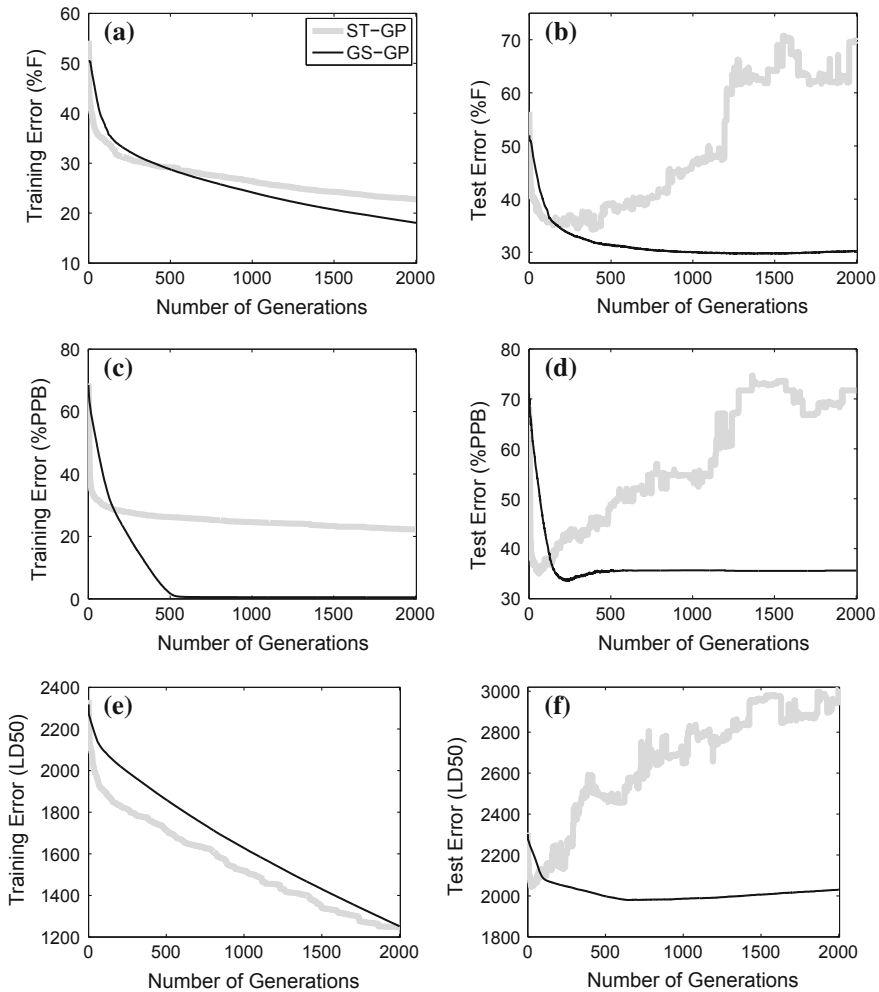 (a)
ST-GP
GS-GP
Training Error (%F)
60
50
40
30
20
10
0 500 1000 1500 2000
Number of Generations
(b)
Test Error (%F)
70
60
50
40
30
0 500 1000 1500 2000
Number of Generations
(c)
Training Error (%PPB)
80
60
40
20
0
0 500 1000 1500 2000
Number of Generations
(d)
Test Error (%PPB)
80
70
60
50
40
30
0 500 1000 1500 2000
Number of Generations
(e)
Training Error (LD50)
2400
2200
2000
1800
1600
1400
1200
0 500 1000 1500 2000
Number of Generations
(f)
Test Error (LD50)
3000
2800
2600
2400
2200
2000
1800
0 500 1000 1500 2000
Number of Generations